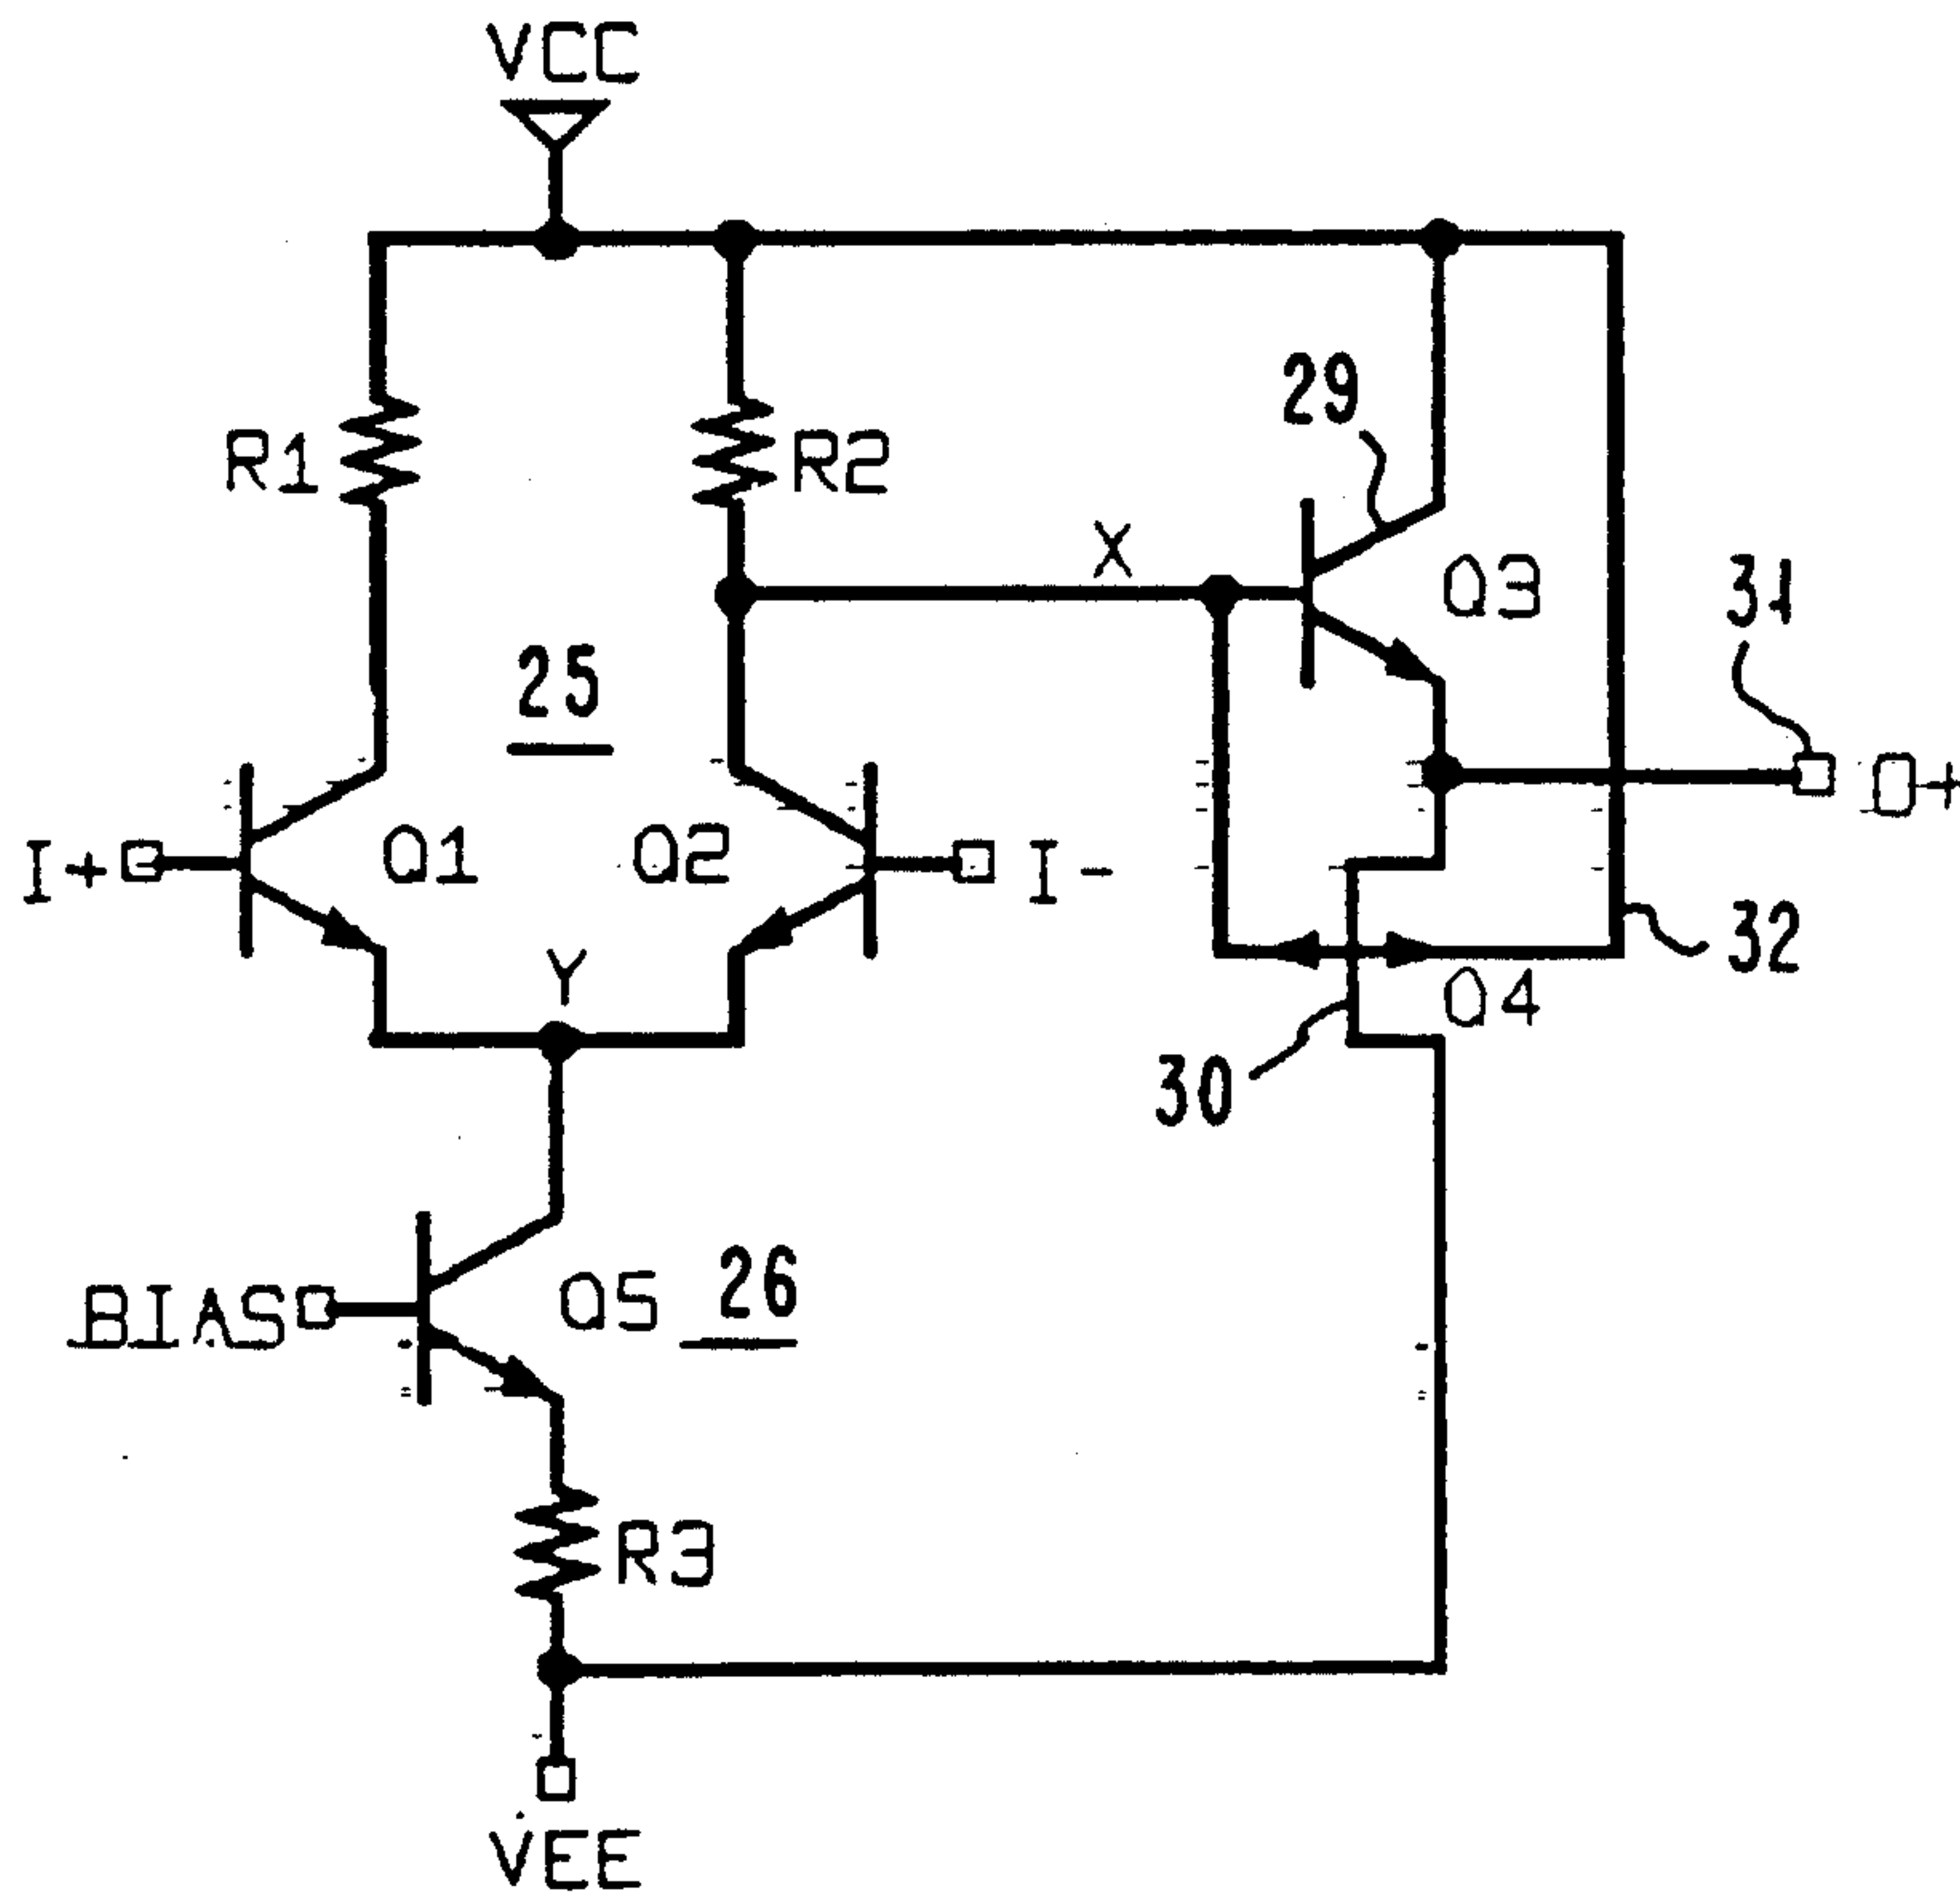 VCC
29
R1
R2
X
Q3
31
25
O+
I+
Q1
Q2
I-
Y
32
Q4
30
BIAS
Q5
26
R3
VEE